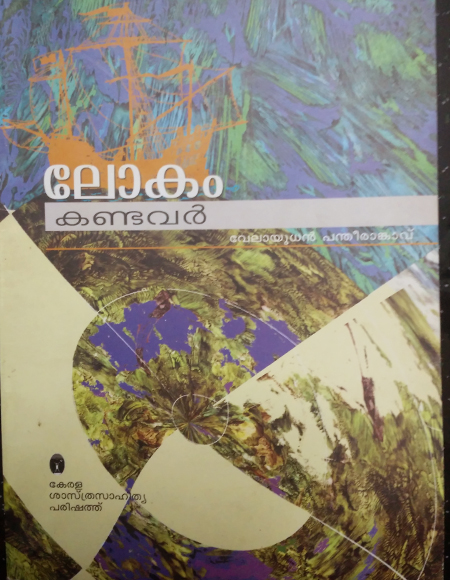 ലോകം
കണ്ടവർ
വേലായുധൻ പന്തീരാങ്കാവ്
കേരള
ശാസ്ത്രസാഹിത്യ
പരിഷത്ത്